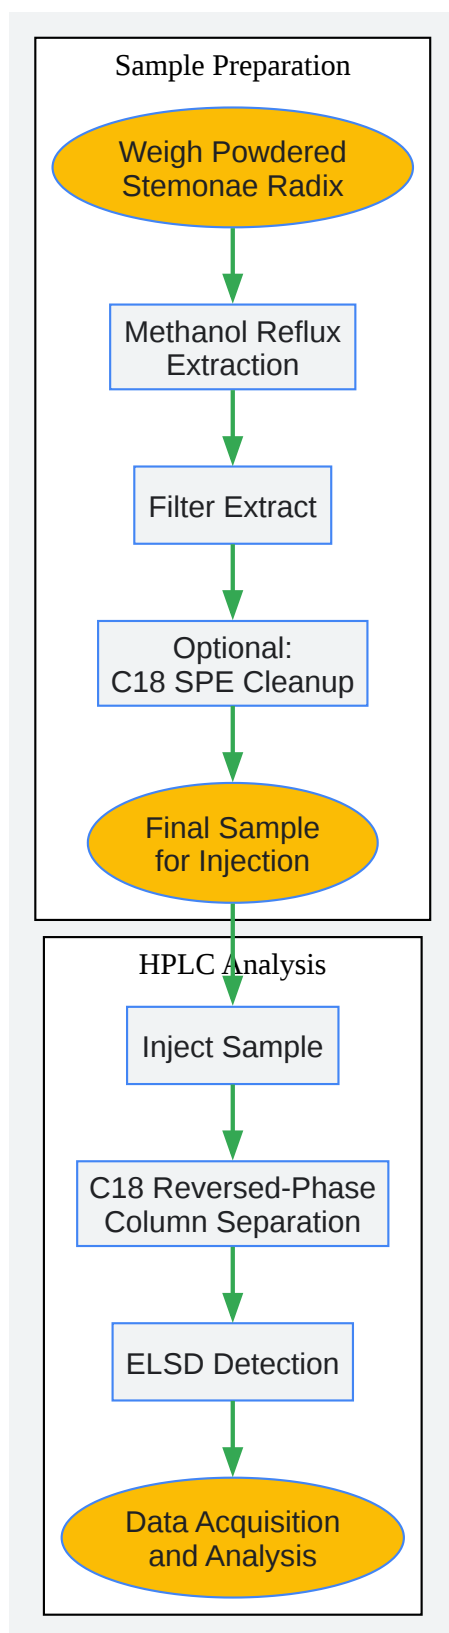 Sample Preparation
Weigh Powdered
Stemonae Radix
Methanol Reflux
Extraction
Filter Extract
Optional:
C18 SPE Cleanup
Final Sample
for Injection
HPLC Analysis
Inject Sample
C18 Reversed-Phase
Column Separation
ELSD Detection
Data Acquisition
and Analysis